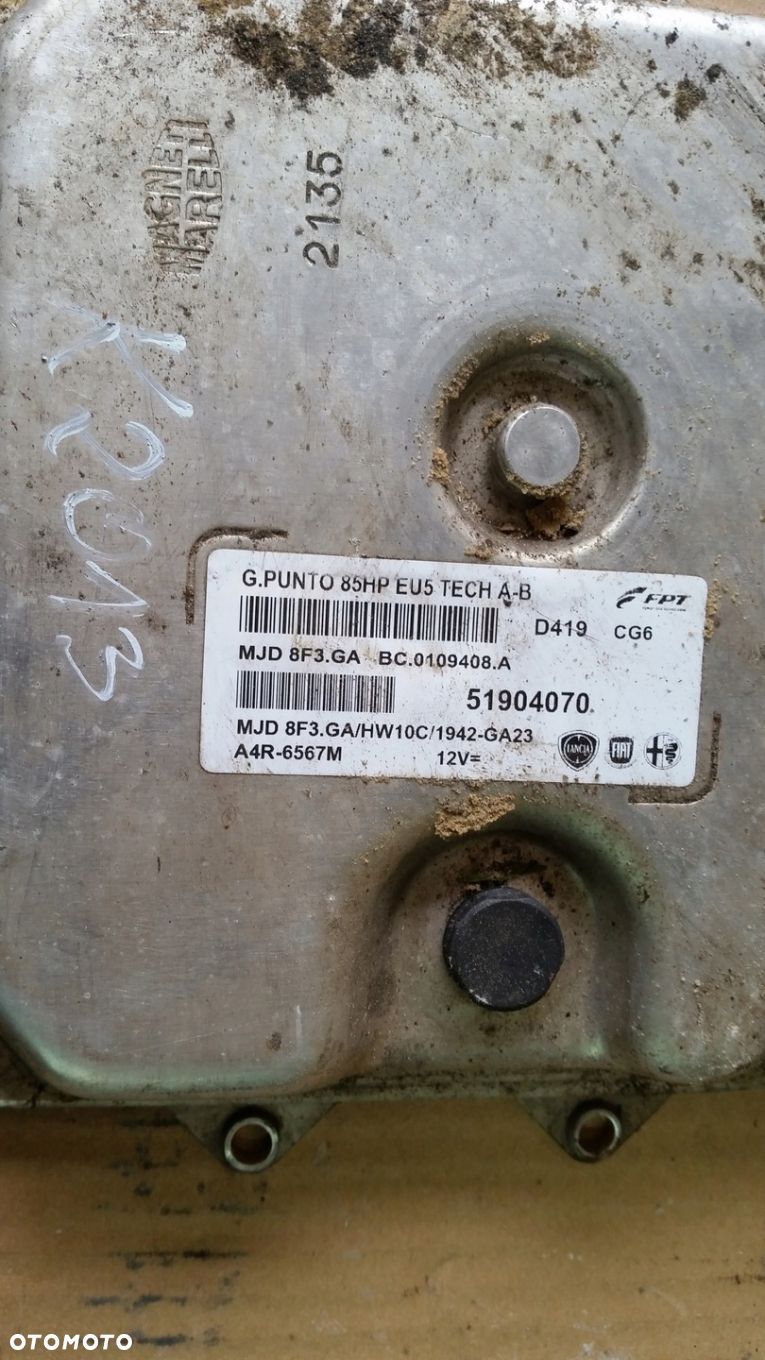 MAGNETI
MARELLI
2135
K2013
G.PUNTO 85HP EU5 TECH A-B
FPT
D419 CG6
MJD 8F3.GA BC.0109408.A
51904070
MJD 8F3.GA/HW10C/1942-GA23
A4R-6567M 12V=
LANCIA
FIAT
OTOMOTO